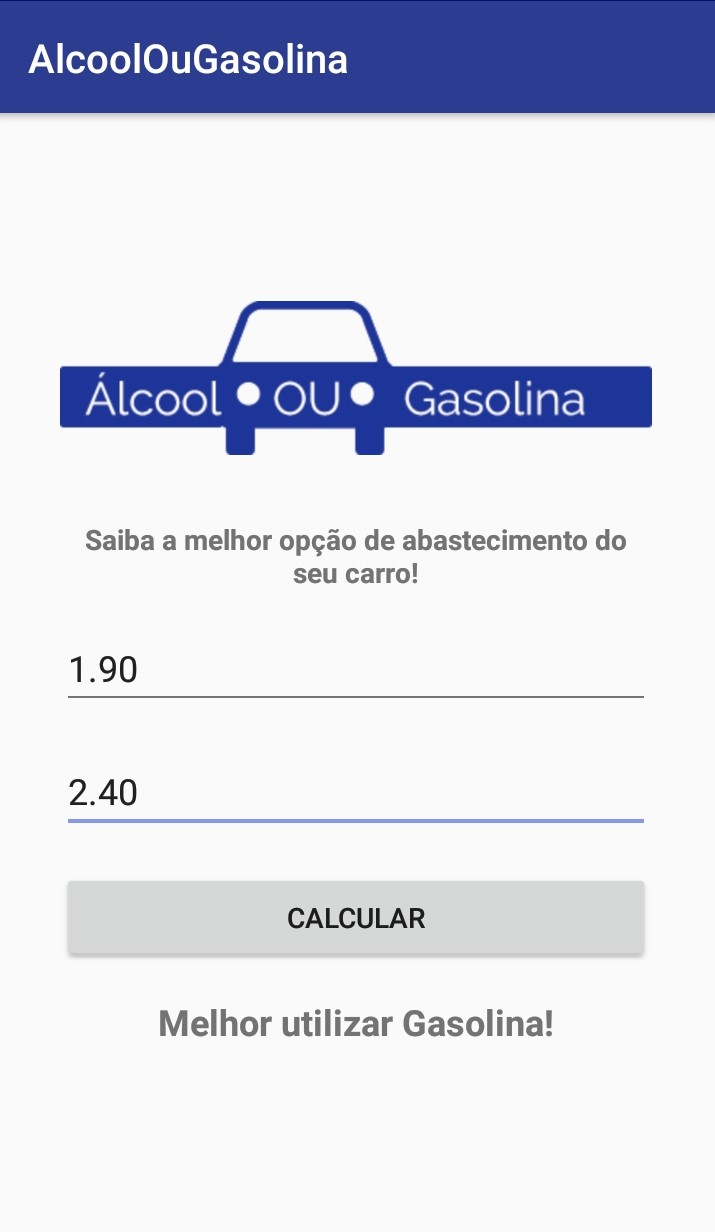 AlcoolOuGasolina
Álcool OU Gasolina
Saiba a melhor opção de abastecimento do
seu carro!
1.90
2.40
CALCULAR
Melhor utilizar Gasolina!